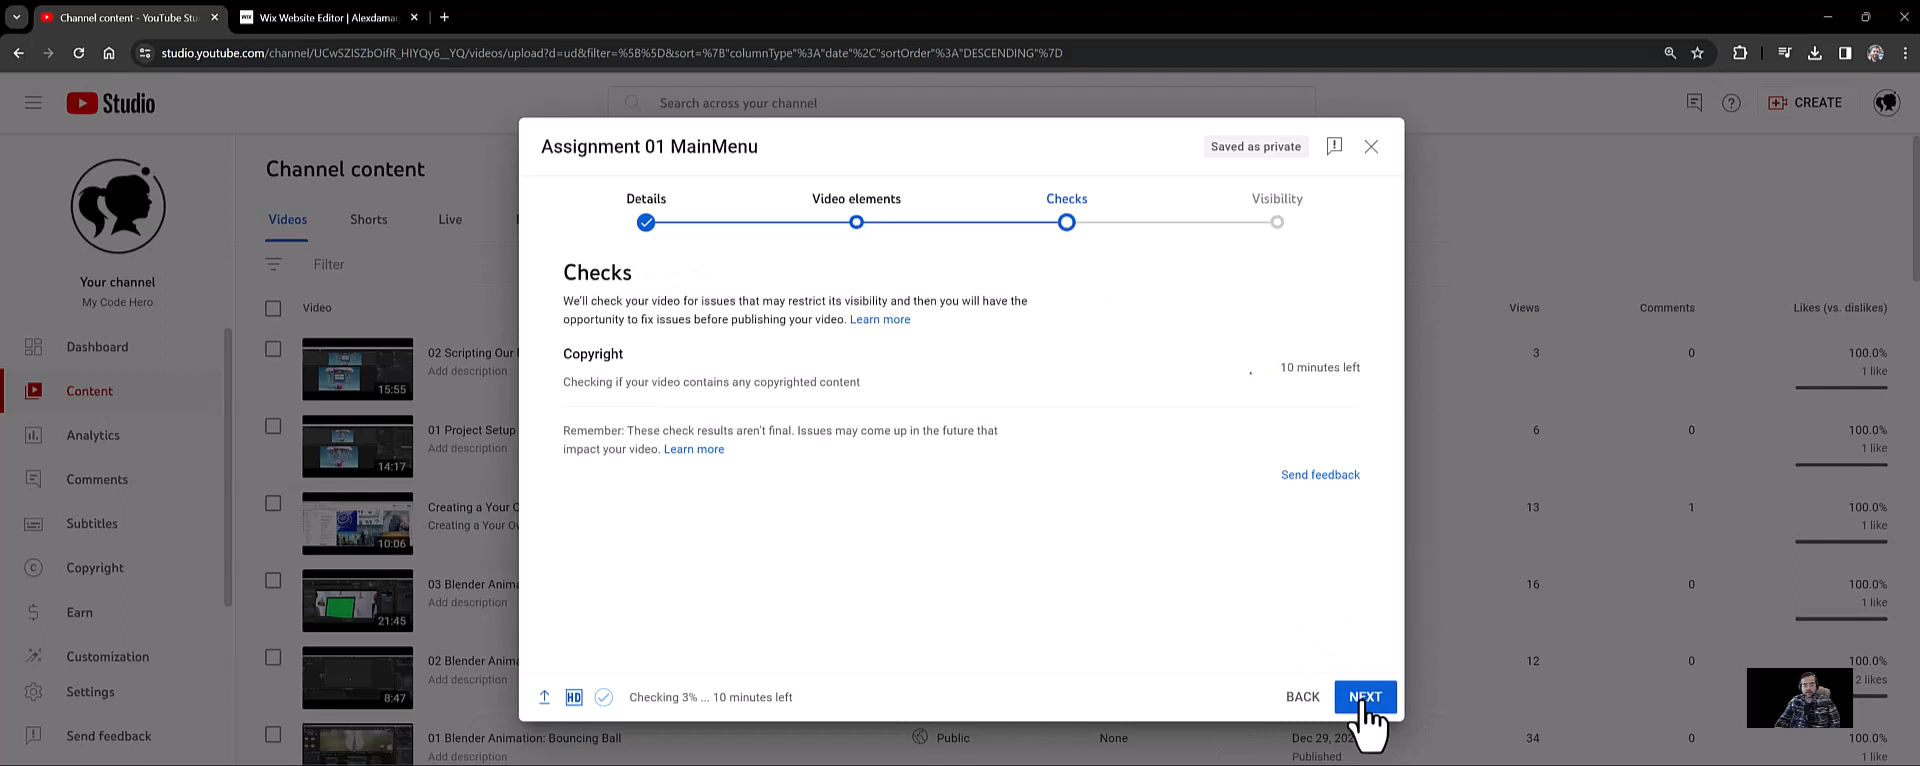 Channel content - YouTube Stu
Wix Website Editor | Alexdama
studio.youtube.com/channel/UCwSZISZbOifR_HIYQy6__YQ/videos/upload?d=ud&filter=%5B%5D&sort=%7B"columnType"%3A"date"%2C"sortOrder"%3A"DESCENDING"%7D
Studio
Search across your channel
CREATE
Your channel
My Code Hero
Dashboard
Content
Analytics
Comments
Subtitles
Copyright
Earn
Customization
Settings
Send feedback
Channel content
Videos
Shorts
Live
Filter
Video
Views
Comments
Likes (vs. dislikes)
15:55
02 Scripting Our
Add description
3
0
100.0%
1 like
14:17
01 Project Setup
Add description
6
0
100.0%
1 like
10:06
Creating a Your O
Creating a Your Ow
13
1
100.0%
1 like
21:45
03 Blender Anima
Add description
16
0
100.0%
1 like
8:47
02 Blender Anima
Add description
12
0
100.0%
2 likes
01 Blender Animation: Bouncing Ball
Add description
Public
None
Dec 29, 202
Published
34
0
100.0%
1 like
Assignment 01 MainMenu
Saved as private
Details
Video elements
Checks
Visibility
Checks
We'll check your video for issues that may restrict its visibility and then you will have the
opportunity to fix issues before publishing your video. Learn more
Copyright
Checking if your video contains any copyrighted content
10 minutes left
Remember: These check results aren't final. Issues may come up in the future that
impact your video. Learn more
Send feedback
HD
Checking 3% ... 10 minutes left
BACK
NEXT